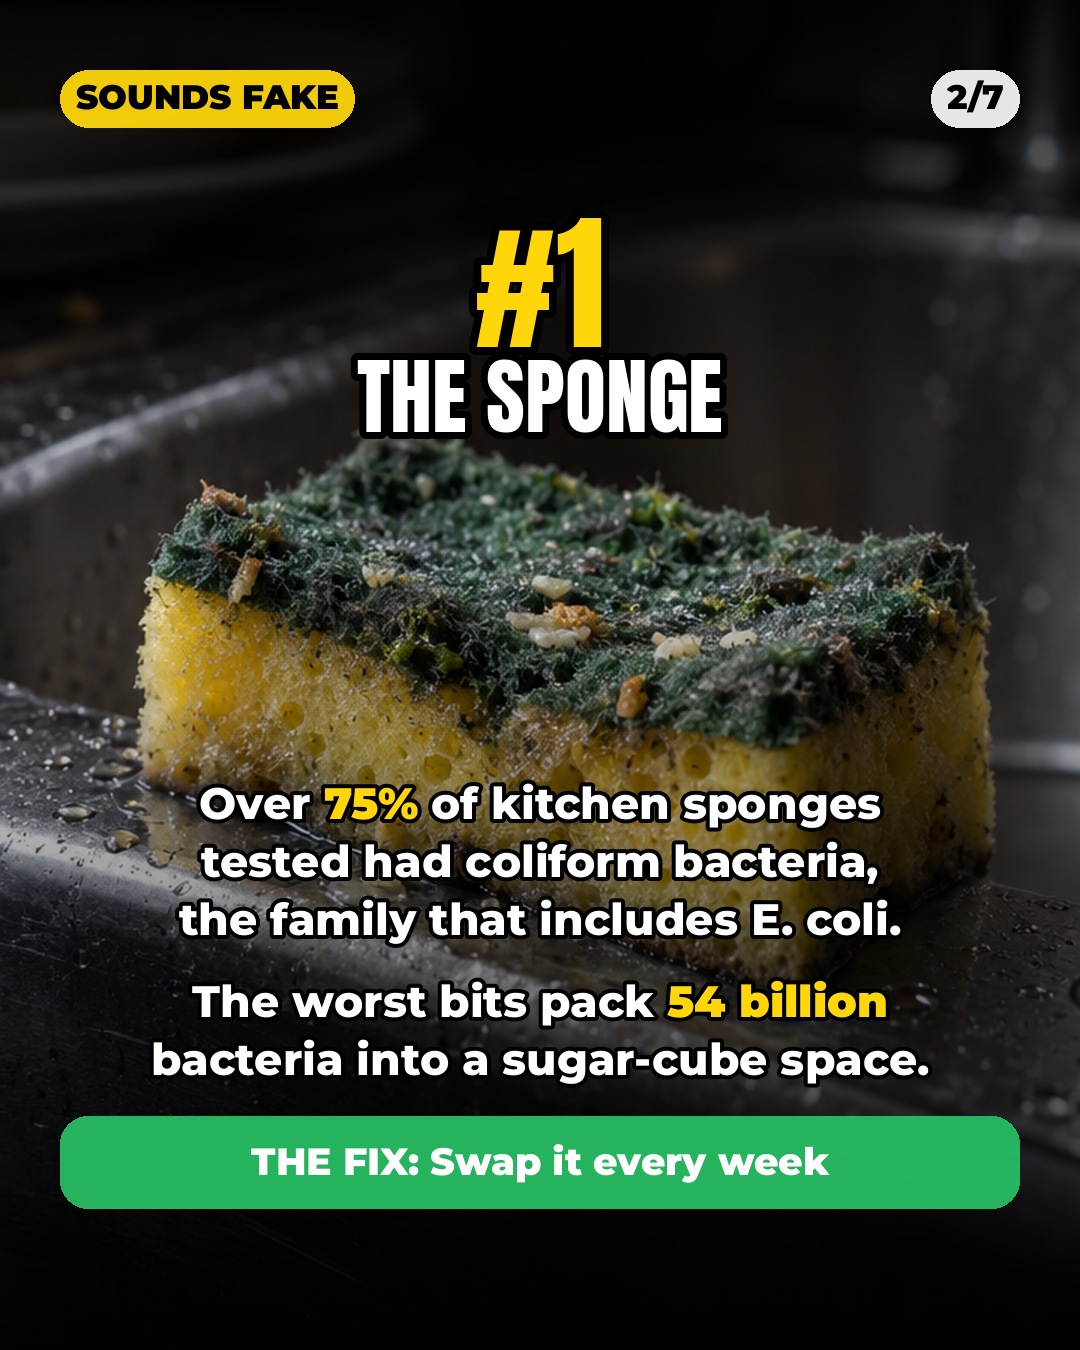 SOUNDS FAKE
2/7
#1
THE SPONGE
Over 75% of kitchen sponges
tested had coliform bacteria,
the family that includes E. coli.
The worst bits pack 54 billion
bacteria into a sugar-cube space.
THE FIX: Swap it every week